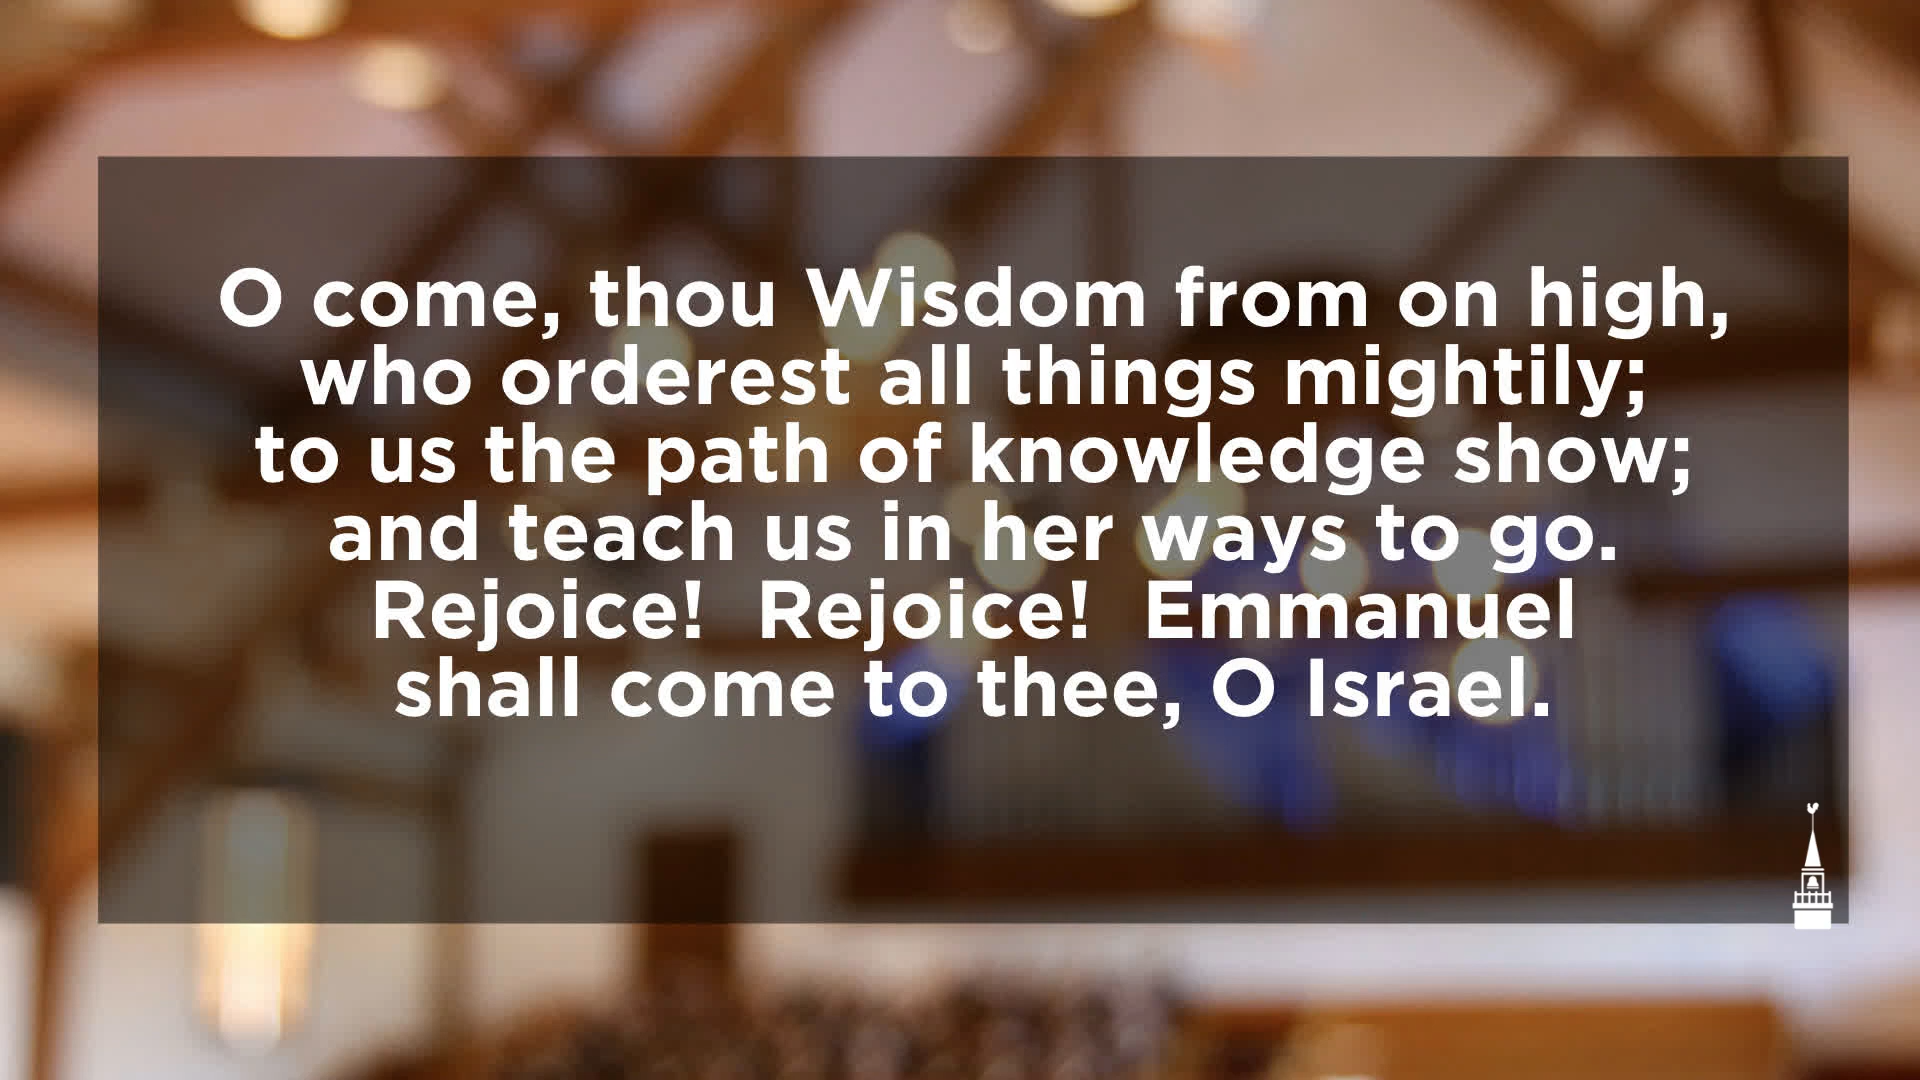 O come, thou Wisdom from on high,
who orderest all things mightily;
to us the path of knowledge show;
and teach us in her ways to go.
Rejoice!  Rejoice!  Emmanuel
shall come to thee, O Israel.